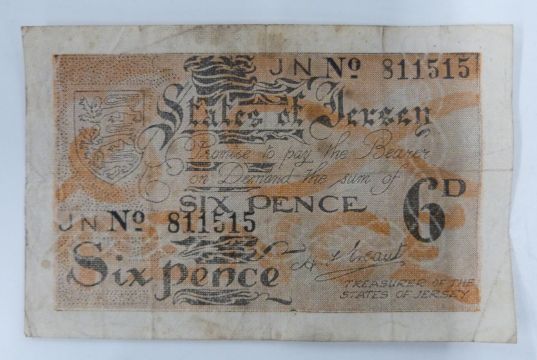 JN Nº 811515
States of Jersey
Promise to pay the Bearer
on Demand the sum of
SIX PENCE
6D
JN Nº 811515
Six pence
TREASURER OF THE
STATES OF JERSEY